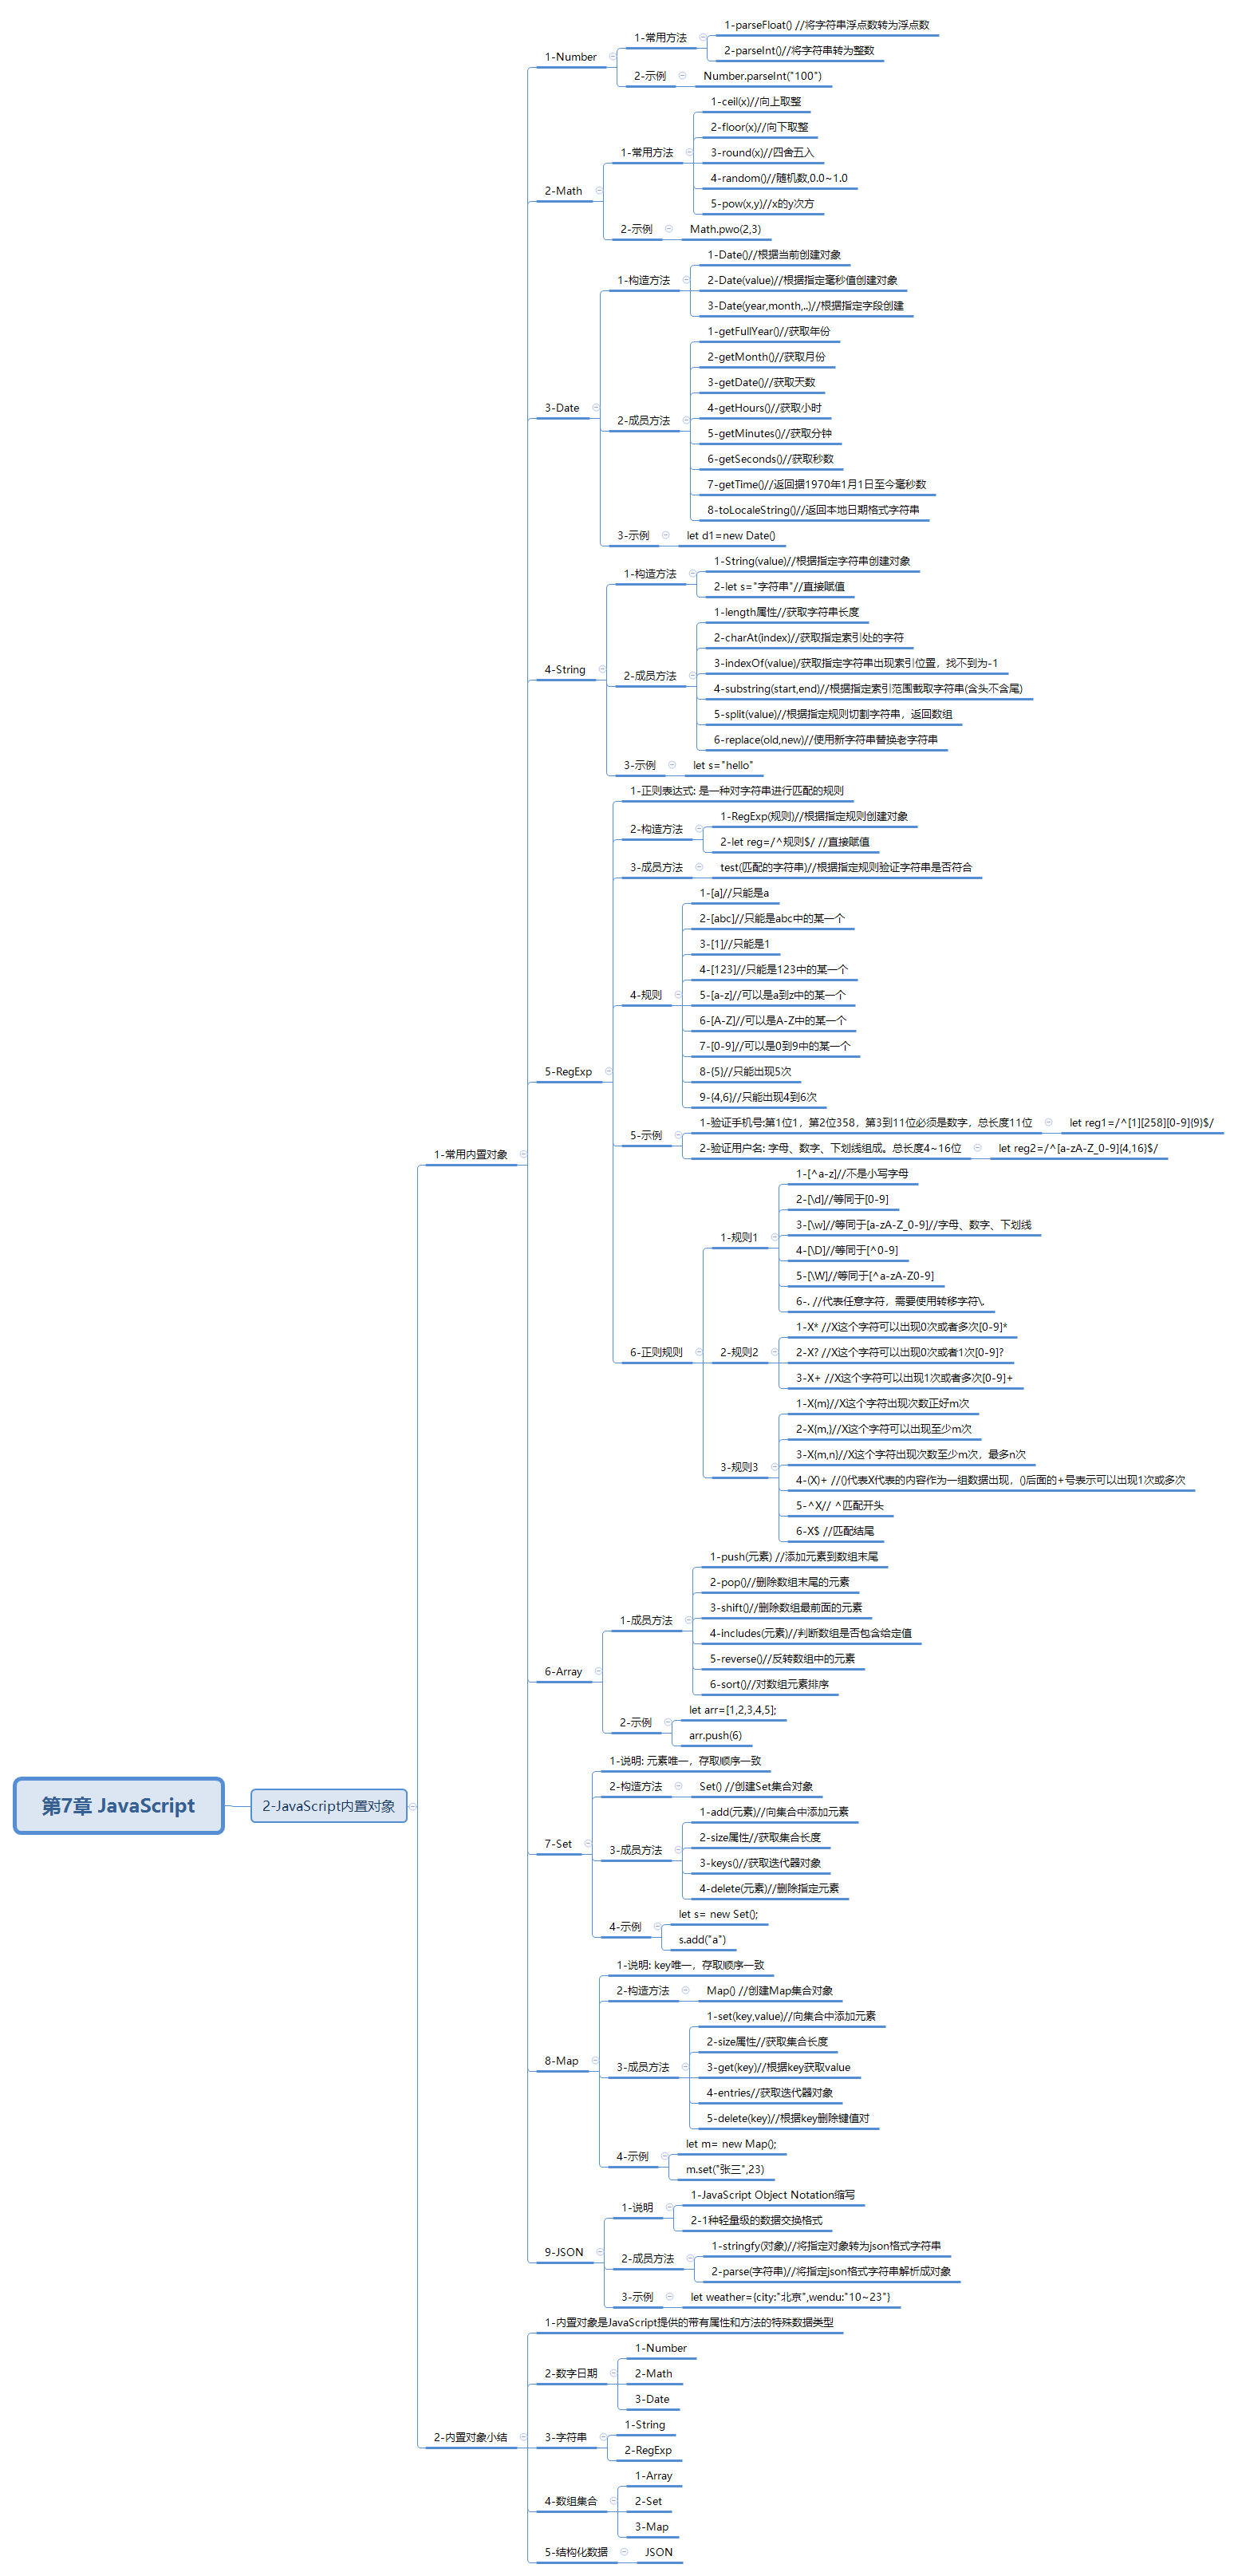 第7章 JavaScript
2-JavaScript内置对象
1-常用内置对象
1-Number
1-常用方法
1-parseFloat() //将字符串浮点数转为浮点数
2-parseInt()//将字符串转为整数
2-示例
Number.parseInt("100")
2-Math
1-常用方法
1-ceil(x)//向上取整
2-floor(x)//向下取整
3-round(x)//四舍五入
4-random()//随机数,0.0~1.0
5-pow(x,y)//x的y次方
2-示例
Math.pwo(2,3)
3-Date
1-构造方法
1-Date()//根据当前创建对象
2-Date(value)//根据指定毫秒值创建对象
3-Date(year,month,..)//根据指定字段创建
2-成员方法
1-getFullYear()//获取年份
2-getMonth()//获取月份
3-getDate()//获取天数
4-getHours()//获取小时
5-getMinutes()//获取分钟
6-getSeconds()//获取秒数
7-getTime()//返回据1970年1月1日至今毫秒数
8-toLocaleString()//返回本地日期格式字符串
3-示例
let d1=new Date()
4-String
1-构造方法
1-String(value)//根据指定字符串创建对象
2-let s="字符串"//直接赋值
2-成员方法
1-length属性//获取字符串长度
2-charAt(index)//获取指定索引处的字符
3-indexOf(value)/获取指定字符串出现索引位置，找不到为-1
4-substring(start,end)//根据指定索引范围截取字符串(含头不含尾)
5-split(value)//根据指定规则切割字符串，返回数组
6-replace(old,new)//使用新字符串替换老字符串
3-示例
let s="hello"
5-RegExp
1-正则表达式: 是一种对字符串进行匹配的规则
2-构造方法
1-RegExp(规则)//根据指定规则创建对象
2-let reg=/^规则$/ //直接赋值
3-成员方法
test(匹配的字符串)//根据指定规则验证字符串是否符合
4-规则
1-[a]//只能是a
2-[abc]//只能是abc中的某一个
3-[1]//只能是1
4-[123]//只能是123中的某一个
5-[a-z]//可以是a到z中的某一个
6-[A-Z]//可以是A-Z中的某一个
7-[0-9]//可以是0到9中的某一个
8-{5}//只能出现5次
9-{4,6}//只能出现4到6次
5-示例
1-验证手机号:第1位1，第2位358，第3到11位必须是数字，总长度11位
let reg1=/^[1][258][0-9]{9}$/
2-验证用户名: 字母、数字、下划线组成。总长度4~16位
let reg2=/^[a-zA-Z_0-9]{4,16}$/
6-正则规则
1-规则1
1-[^a-z]//不是小写字母
2-[\d]//等同于[0-9]
3-[\w]//等同于[a-zA-Z_0-9]//字母、数字、下划线
4-[\D]//等同于[^0-9]
5-[\W]//等同于[^a-zA-Z0-9]
6-. //代表任意字符，需要使用转移字符\.
2-规则2
1-X* //X这个字符可以出现0次或者多次[0-9]*
2-X? //X这个字符可以出现0次或者1次[0-9]?
3-X+ //X这个字符可以出现1次或者多次[0-9]+
3-规则3
1-X{m}//X这个字符出现次数正好m次
2-X{m,}//X这个字符可以出现至少m次
3-X{m,n}//X这个字符出现次数至少m次，最多n次
4-(X)+ //()代表X代表的内容作为一组数据出现，()后面的+号表示可以出现1次或多次
5-^X// ^匹配开头
6-X$ //匹配结尾
6-Array
1-成员方法
1-push(元素) //添加元素到数组末尾
2-pop()//删除数组末尾的元素
3-shift()//删除数组最前面的元素
4-includes(元素)//判断数组是否包含给定值
5-reverse()//反转数组中的元素
6-sort()//对数组元素排序
2-示例
let arr=[1,2,3,4,5];
arr.push(6)
7-Set
1-说明: 元素唯一，存取顺序一致
2-构造方法
Set() //创建Set集合对象
3-成员方法
1-add(元素)//向集合中添加元素
2-size属性//获取集合长度
3-keys()//获取迭代器对象
4-delete(元素)//删除指定元素
4-示例
let s= new Set();
s.add("a")
8-Map
1-说明: key唯一，存取顺序一致
2-构造方法
Map() //创建Map集合对象
3-成员方法
1-set(key,value)//向集合中添加元素
2-size属性//获取集合长度
3-get(key)//根据key获取value
4-entries//获取迭代器对象
5-delete(key)//根据key删除键值对
4-示例
let m= new Map();
m.set("张三",23)
9-JSON
1-说明
1-JavaScript Object Notation缩写
2-1种轻量级的数据交换格式
2-成员方法
1-stringfy(对象)//将指定对象转为json格式字符串
2-parse(字符串)//将指定json格式字符串解析成对象
3-示例
let weather={city:"北京",wendu:"10~23"}
2-内置对象小结
1-内置对象是JavaScript提供的带有属性和方法的特殊数据类型
2-数字日期
1-Number
2-Math
3-Date
3-字符串
1-String
2-RegExp
4-数组集合
1-Array
2-Set
3-Map
5-结构化数据
JSON